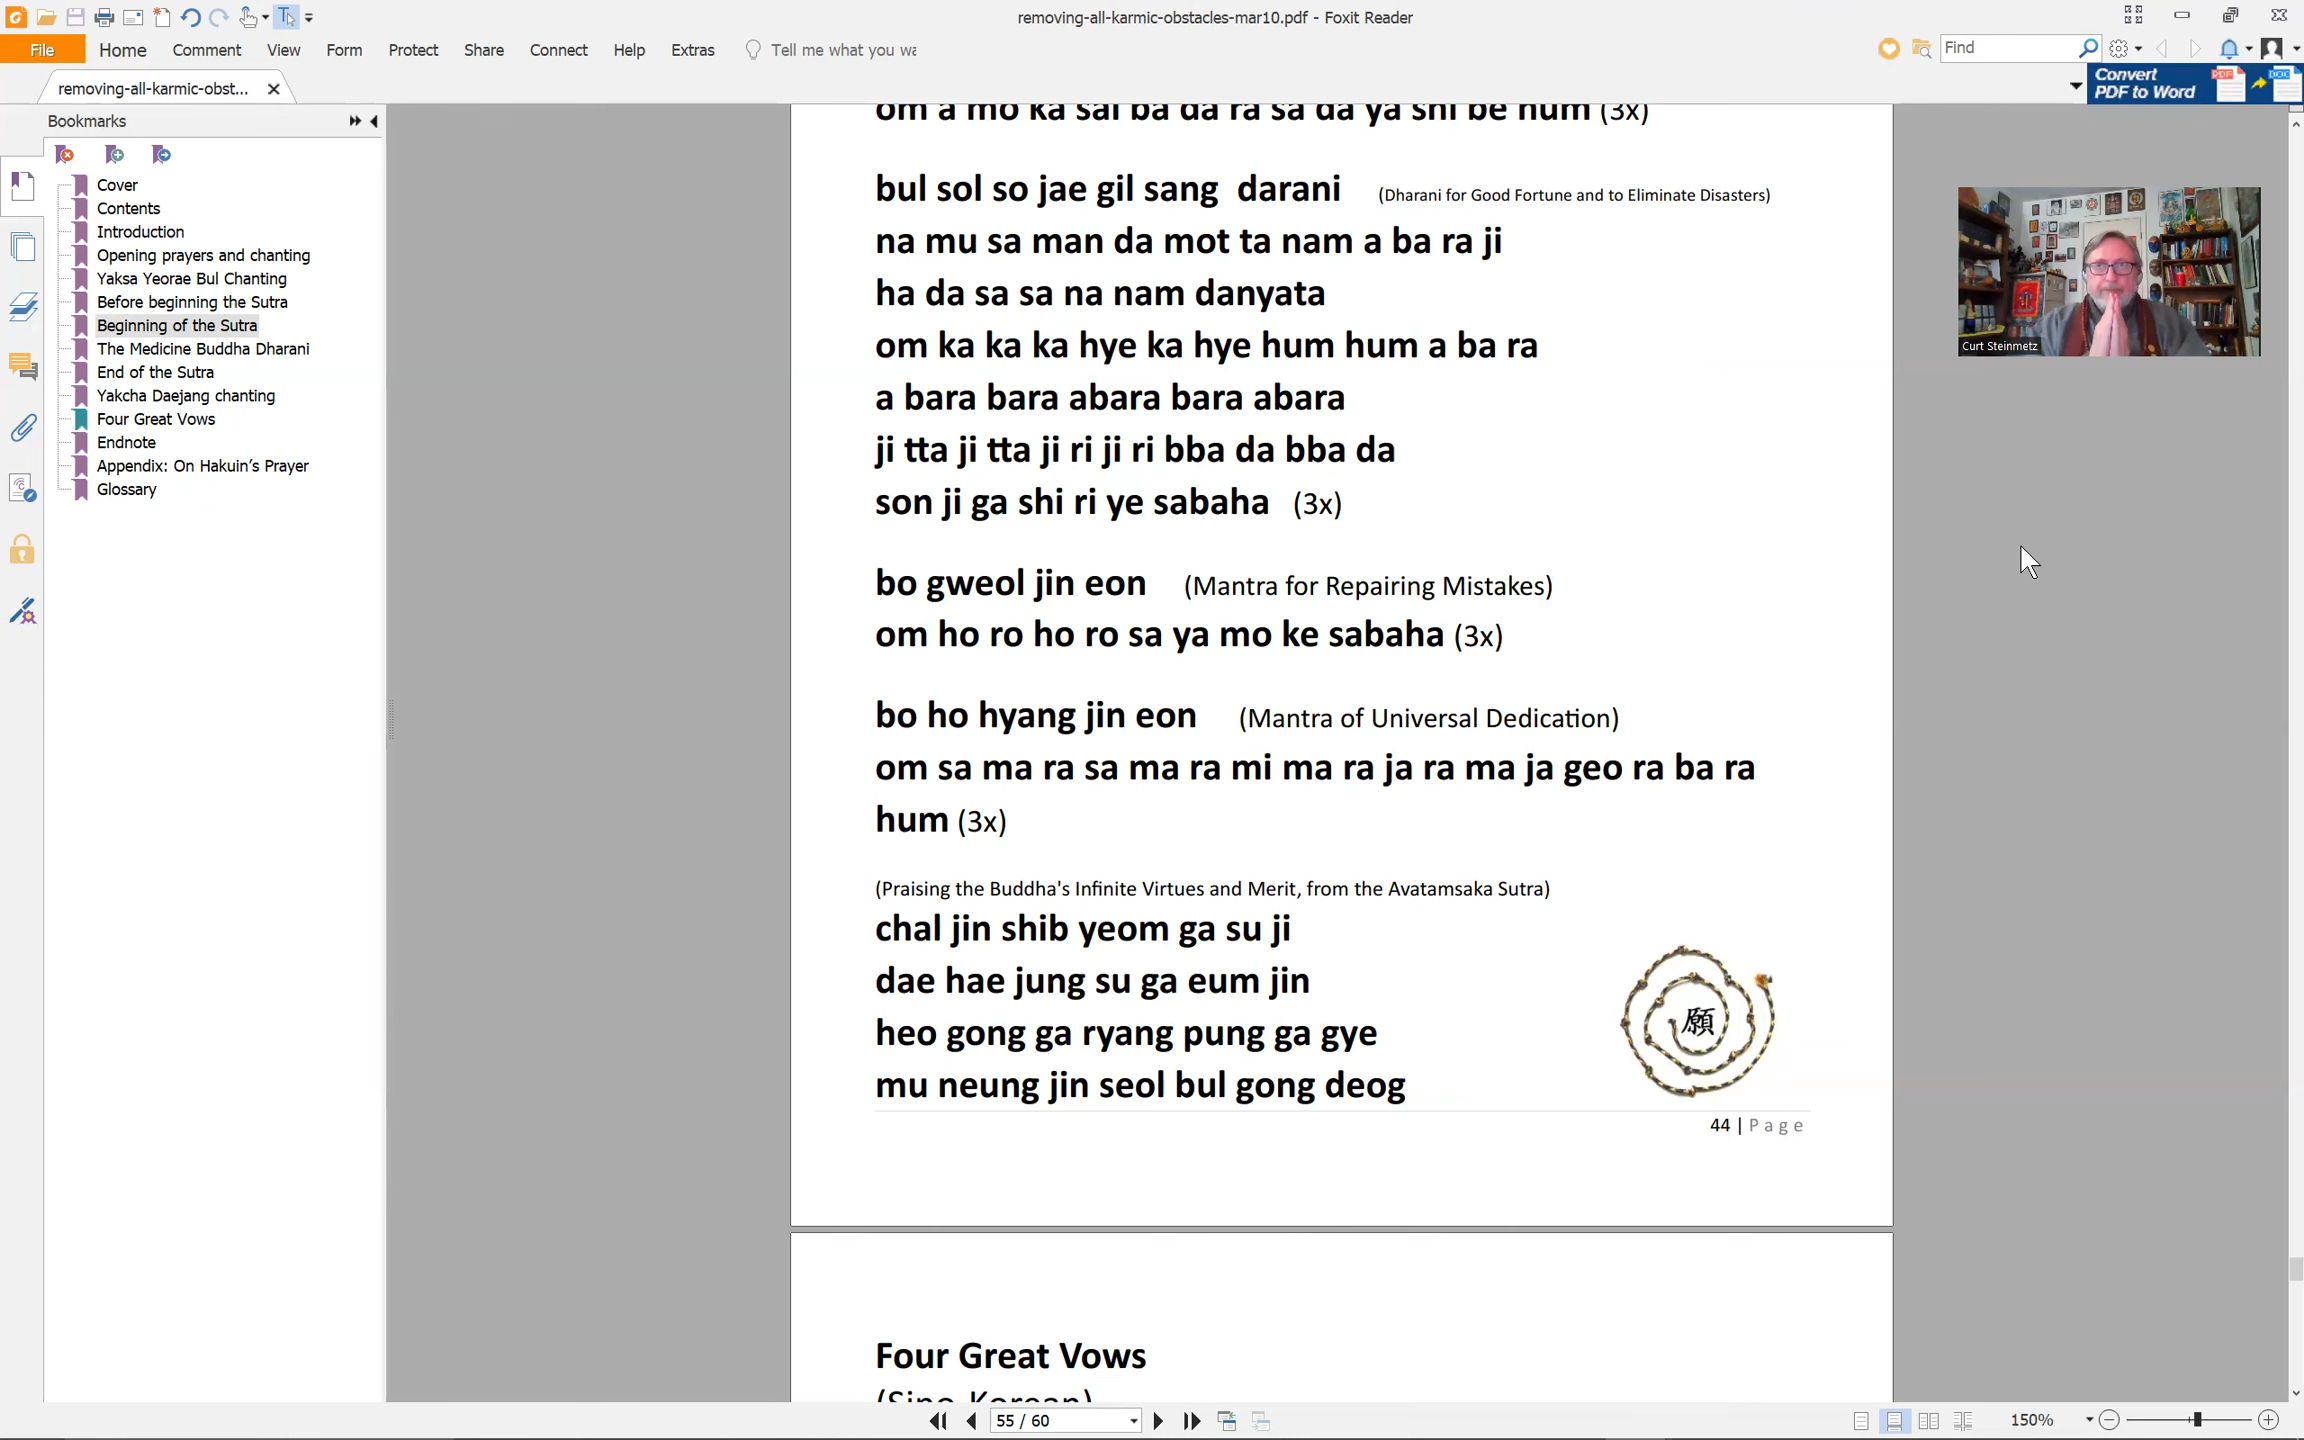 removing-all-karmic-obstacles-mar10.pdf - Foxit Reader
File Home Comment View Form Protect Share Connect Help Extras Tell me what you wa
Find
removing-all-karmic-obst...
Convert
PDF to Word
PDF DOC
Bookmarks
Cover
Contents
Introduction
Opening prayers and chanting
Yaksa Yeorae Bul Chanting
Before beginning the Sutra
Beginning of the Sutra
The Medicine Buddha Dharani
End of the Sutra
Yakcha Daejang chanting
Four Great Vows
Endnote
Appendix: On Hakuin’s Prayer
Glossary
om a mo ka sal ba da ra sa da ya shi be hum (3x)
bul sol so jae gil sang darani (Dharani for Good Fortune and to Eliminate Disasters)
na mu sa man da mot ta nam a ba ra ji
ha da sa sa na nam danyata
om ka ka ka hye ka hye hum hum a ba ra
a bara bara abara bara abara
ji tta ji tta ji ri ji ri bba da bba da
son ji ga shi ri ye sabaha (3x)
bo gweol jin eon (Mantra for Repairing Mistakes)
om ho ro ho ro sa ya mo ke sabaha (3x)
bo ho hyang jin eon (Mantra of Universal Dedication)
om sa ma ra sa ma ra mi ma ra ja ra ma ja geo ra ba ra
hum (3x)
(Praising the Buddha's Infinite Virtues and Merit, from the Avatamsaka Sutra)
chal jin shib yeom ga su ji
dae hae jung su ga eum jin
heo gong ga ryang pung ga gye
mu neung jin seol bul gong deog
願
44 | Page
Four Great Vows
(Sino-Korean)
Curt Steinmetz
55 / 60
150%